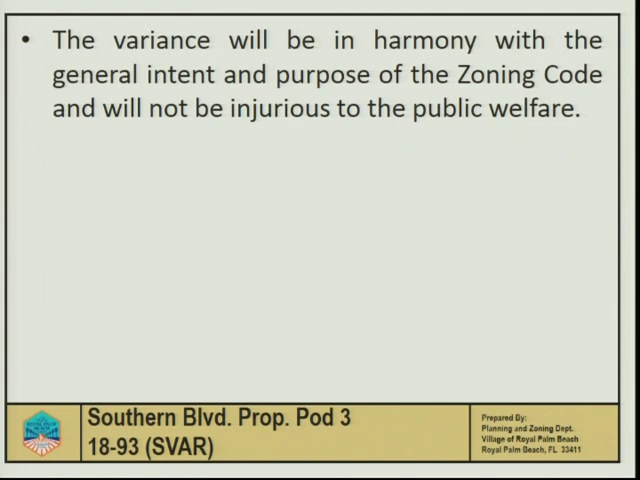 • The variance will be in harmony with the
general intent and purpose of the Zoning Code
and will not be injurious to the public welfare.
Southern Blvd. Prop. Pod 3
18-93 (SVAR)
Prepared By:
Planning and Zoning Dept.
Village of Royal Palm Beach
Royal Palm Beach, FL 33411